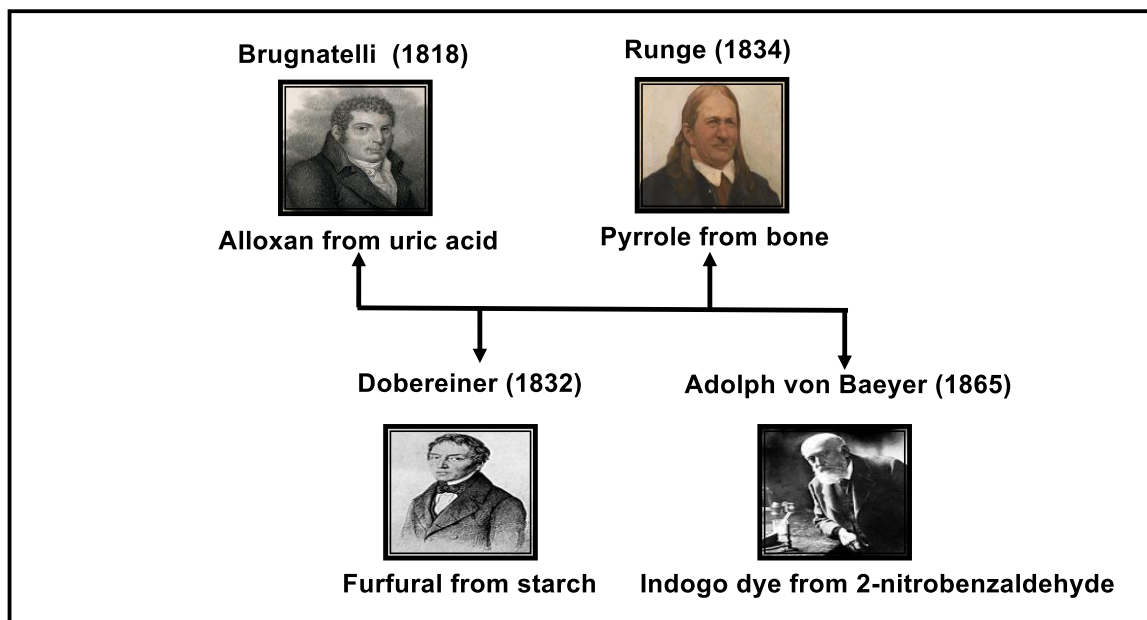 Brugnatelli (1818)
Alloxan from uric acid
Runge (1834)
Pyrrole from bone
Dobereiner (1832)
Furfural from starch
Adolph von Baeyer (1865)
Indogo dye from 2-nitrobenzaldehyde